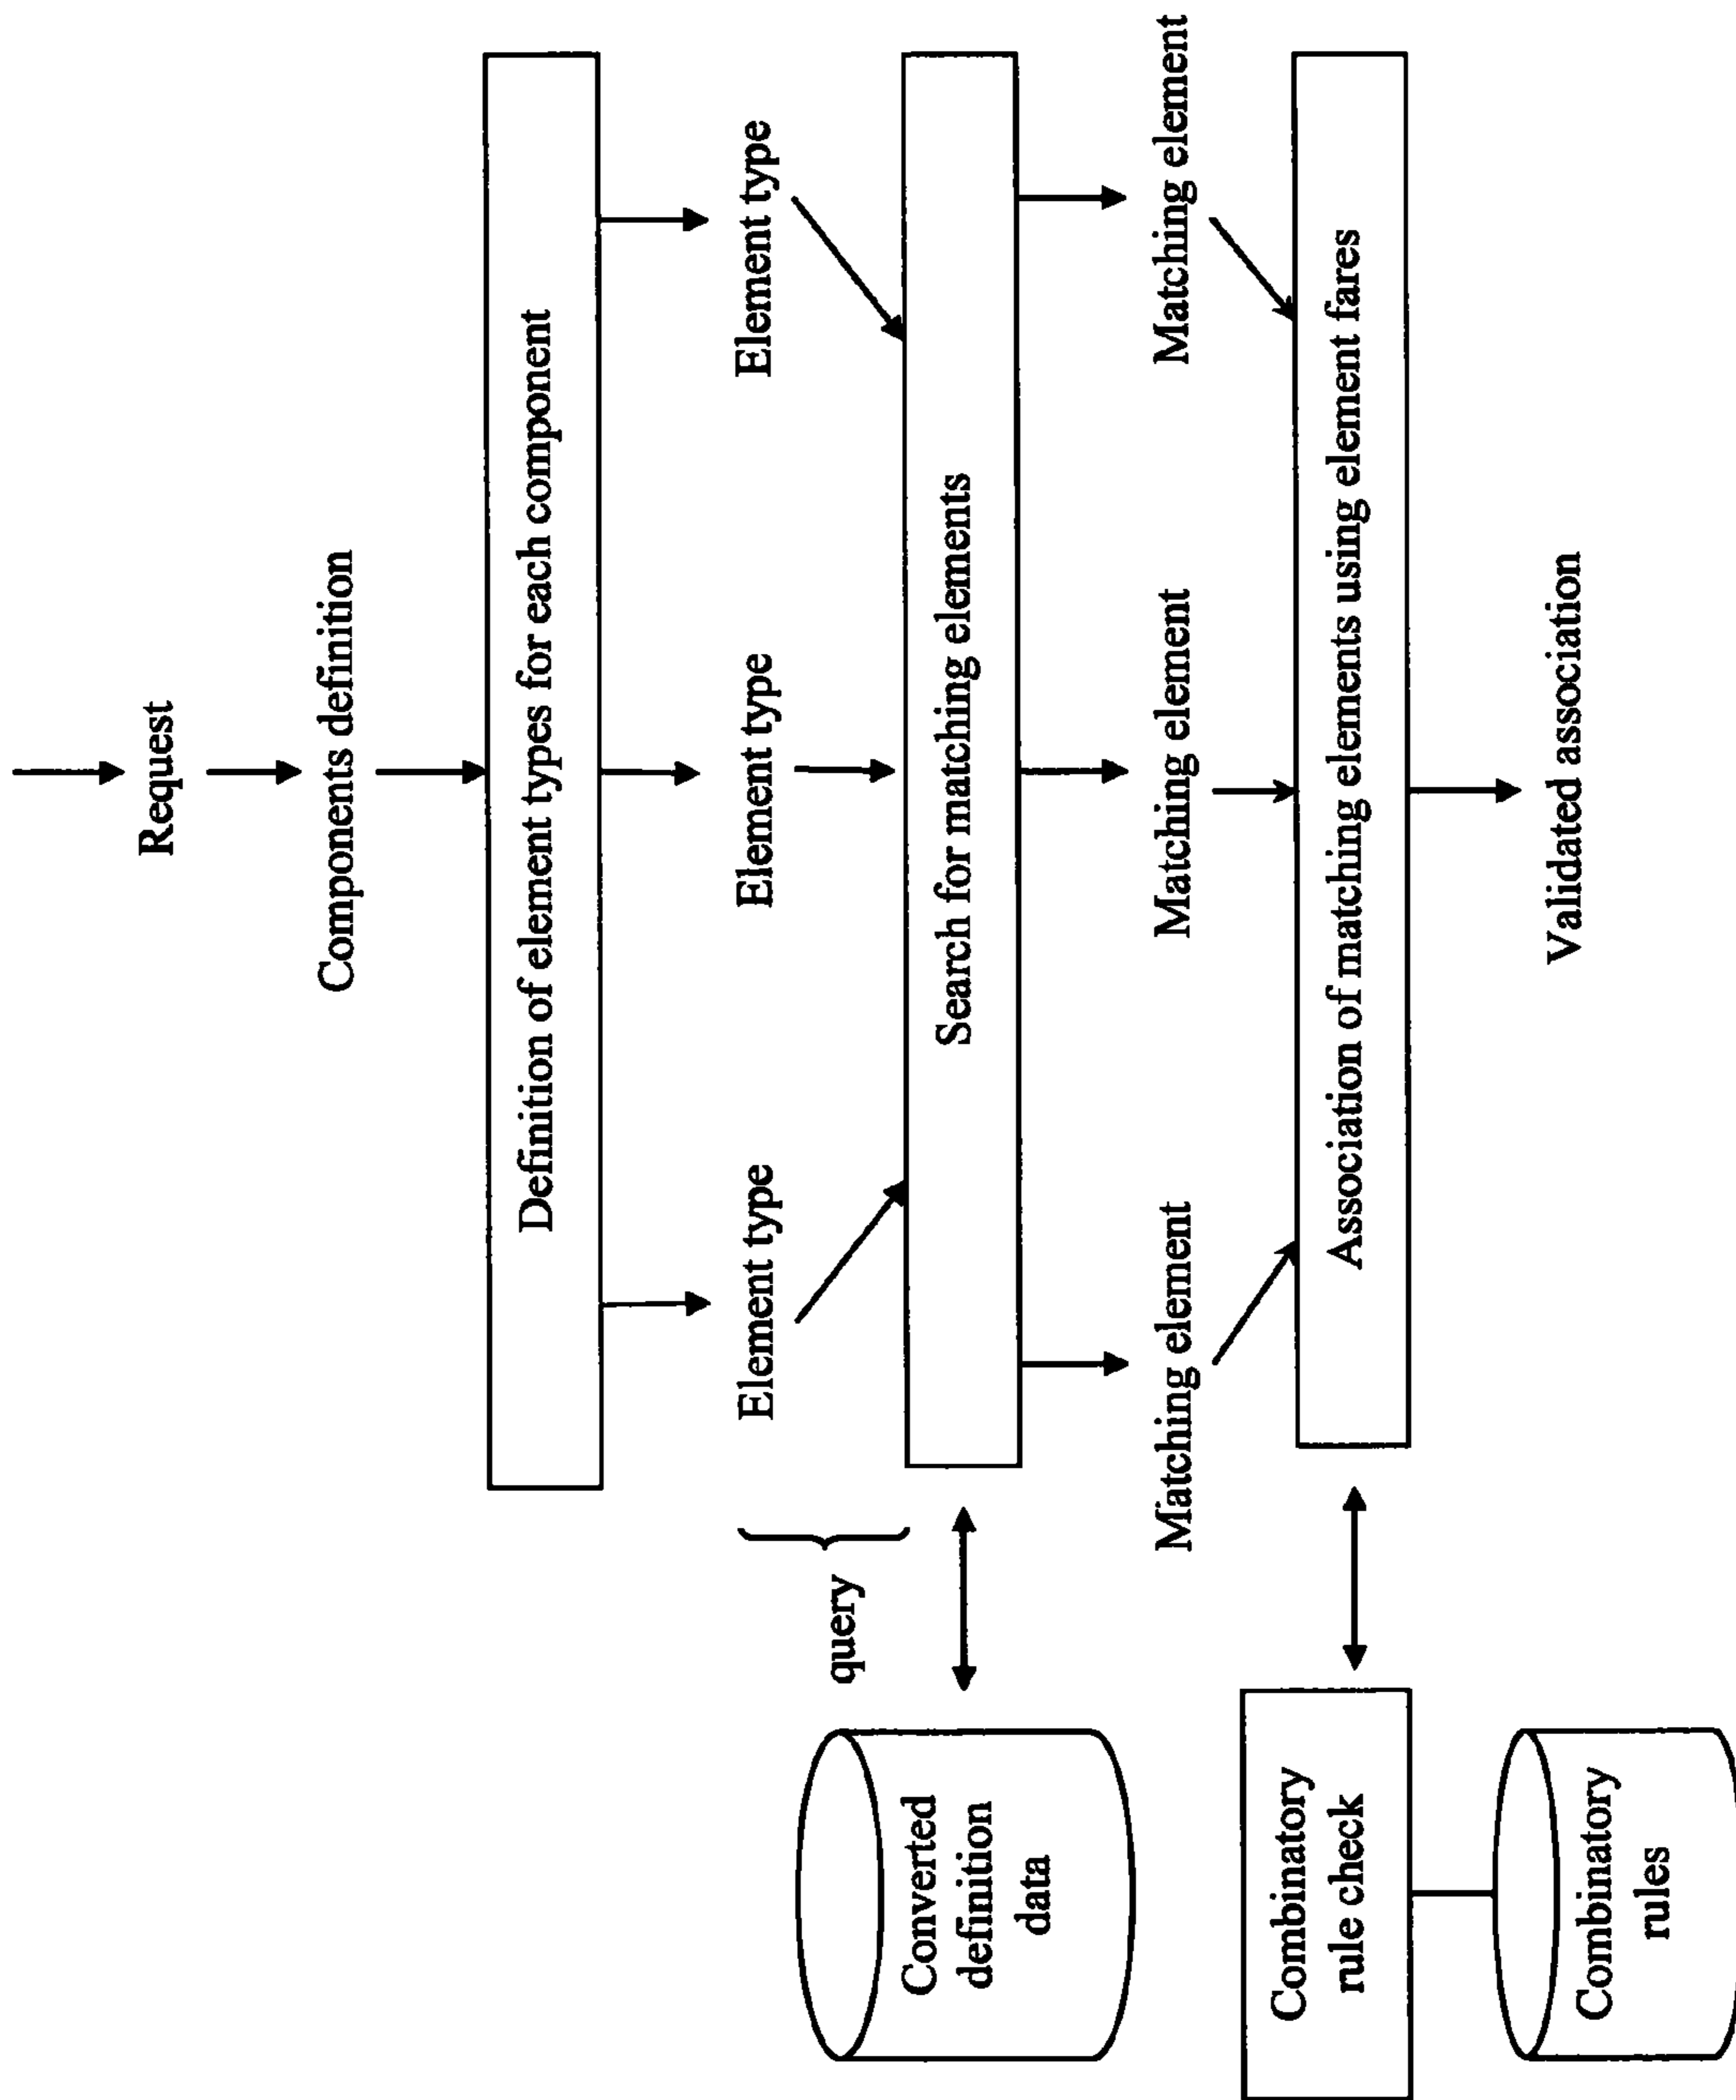 Request
Components definition
Definition of element types for each component
Element type
Element type
Element type
query
Converted
definition
data
Search for matching elements
Matching element
Matching element
Matching element
Combinatory
rule check
Association of matching elements using element fares
Combinatory
rules
Validated association